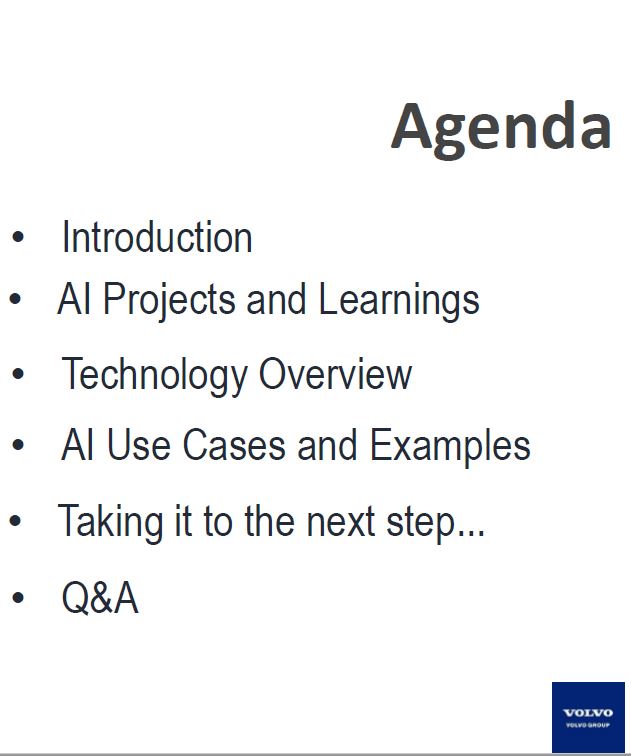 Agenda
• Introduction
• AI Projects and Learnings
• Technology Overview
• AI Use Cases and Examples
• Taking it to the next step...
• Q&A
VOLVO
VOLVO GROUP